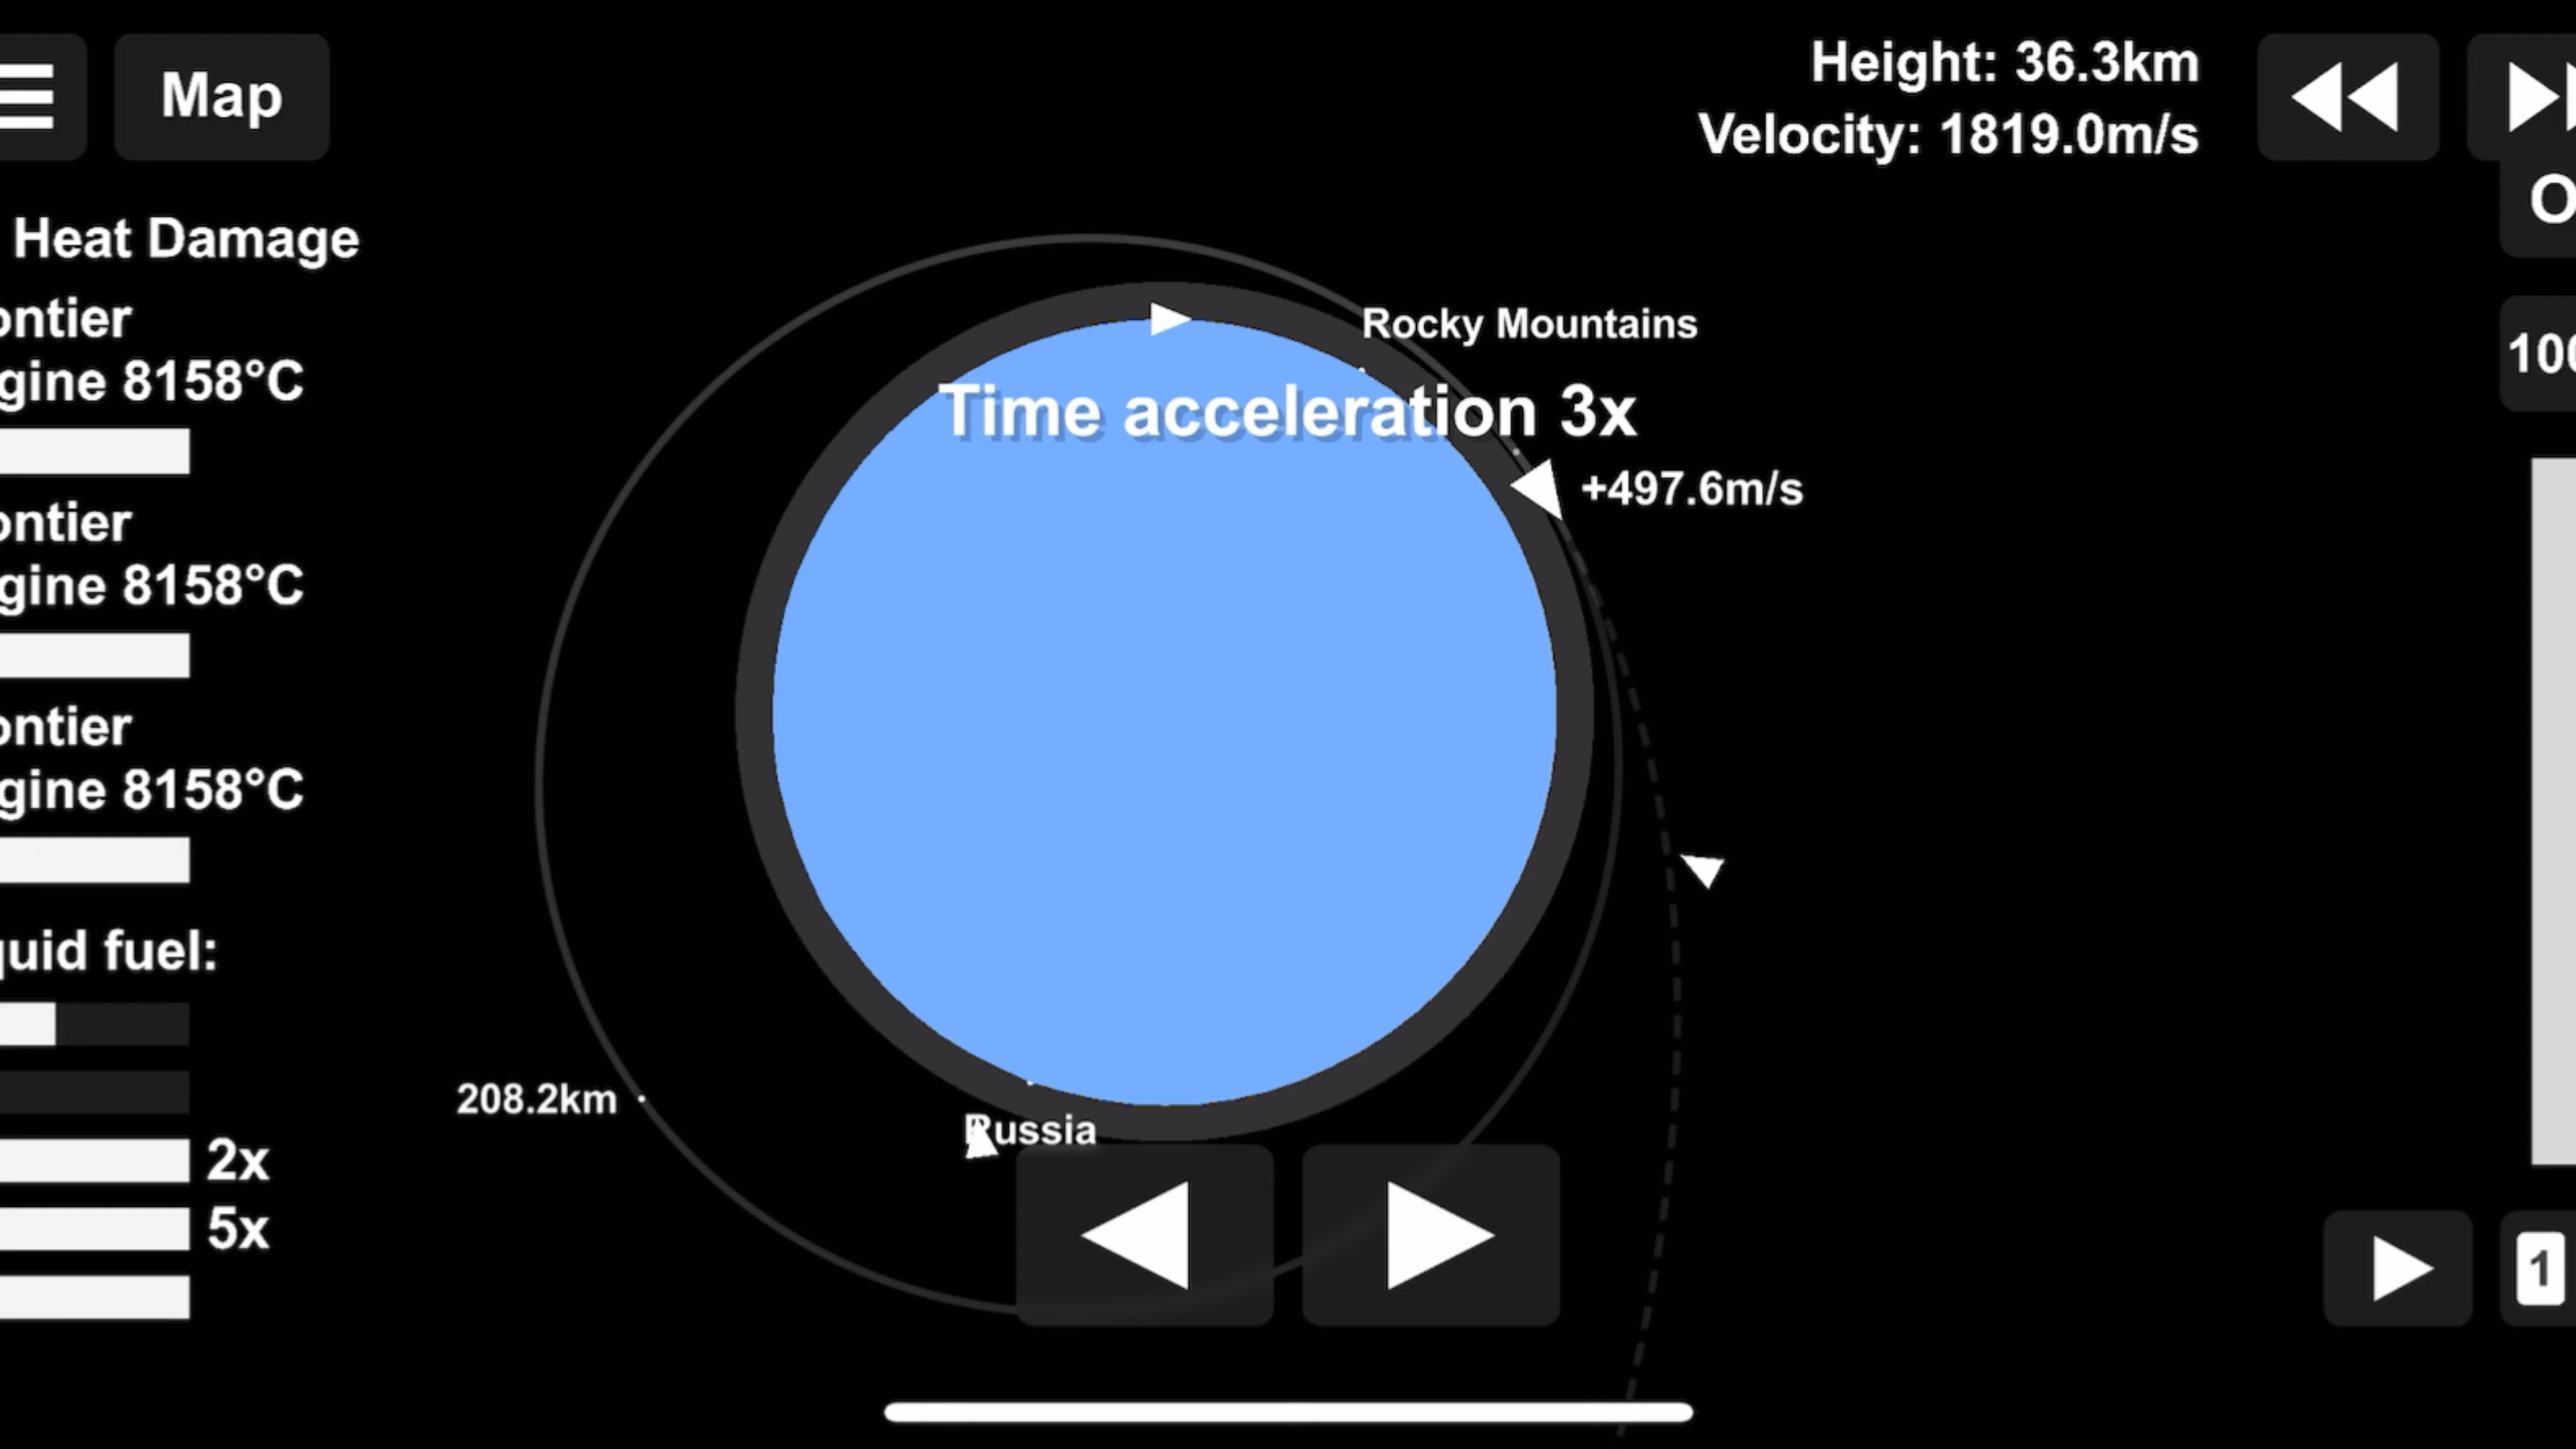 Map
Height: 36.3km
Velocity: 1819.0m/s
Heat Damage
ontier
gine 8158°C
ontier
gine 8158°C
ontier
gine 8158°C
quid fuel:
2x
5x
Rocky Mountains
Time acceleration 3x
+497.6m/s
208.2km
Russia
100
1